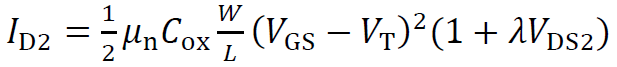 I_D2 = 1/2 μ_n C_ox W/L (V_GS − V_T)²(1 + λV_DS2)